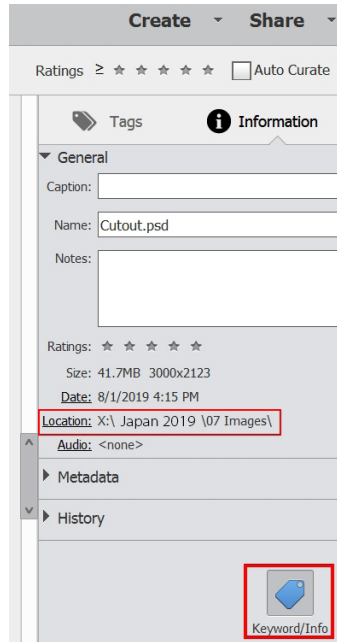 Create Share
Ratings ≥ Auto Curate
Tags Information
General
Caption:
Name: Cutout.psd
Notes:
Ratings:
Size: 41.7MB 3000x2123
Date: 8/1/2019 4:15 PM
Location: X:\ Japan 2019 \07 Images\
Audio: <none>
Metadata
History
Keyword/Info